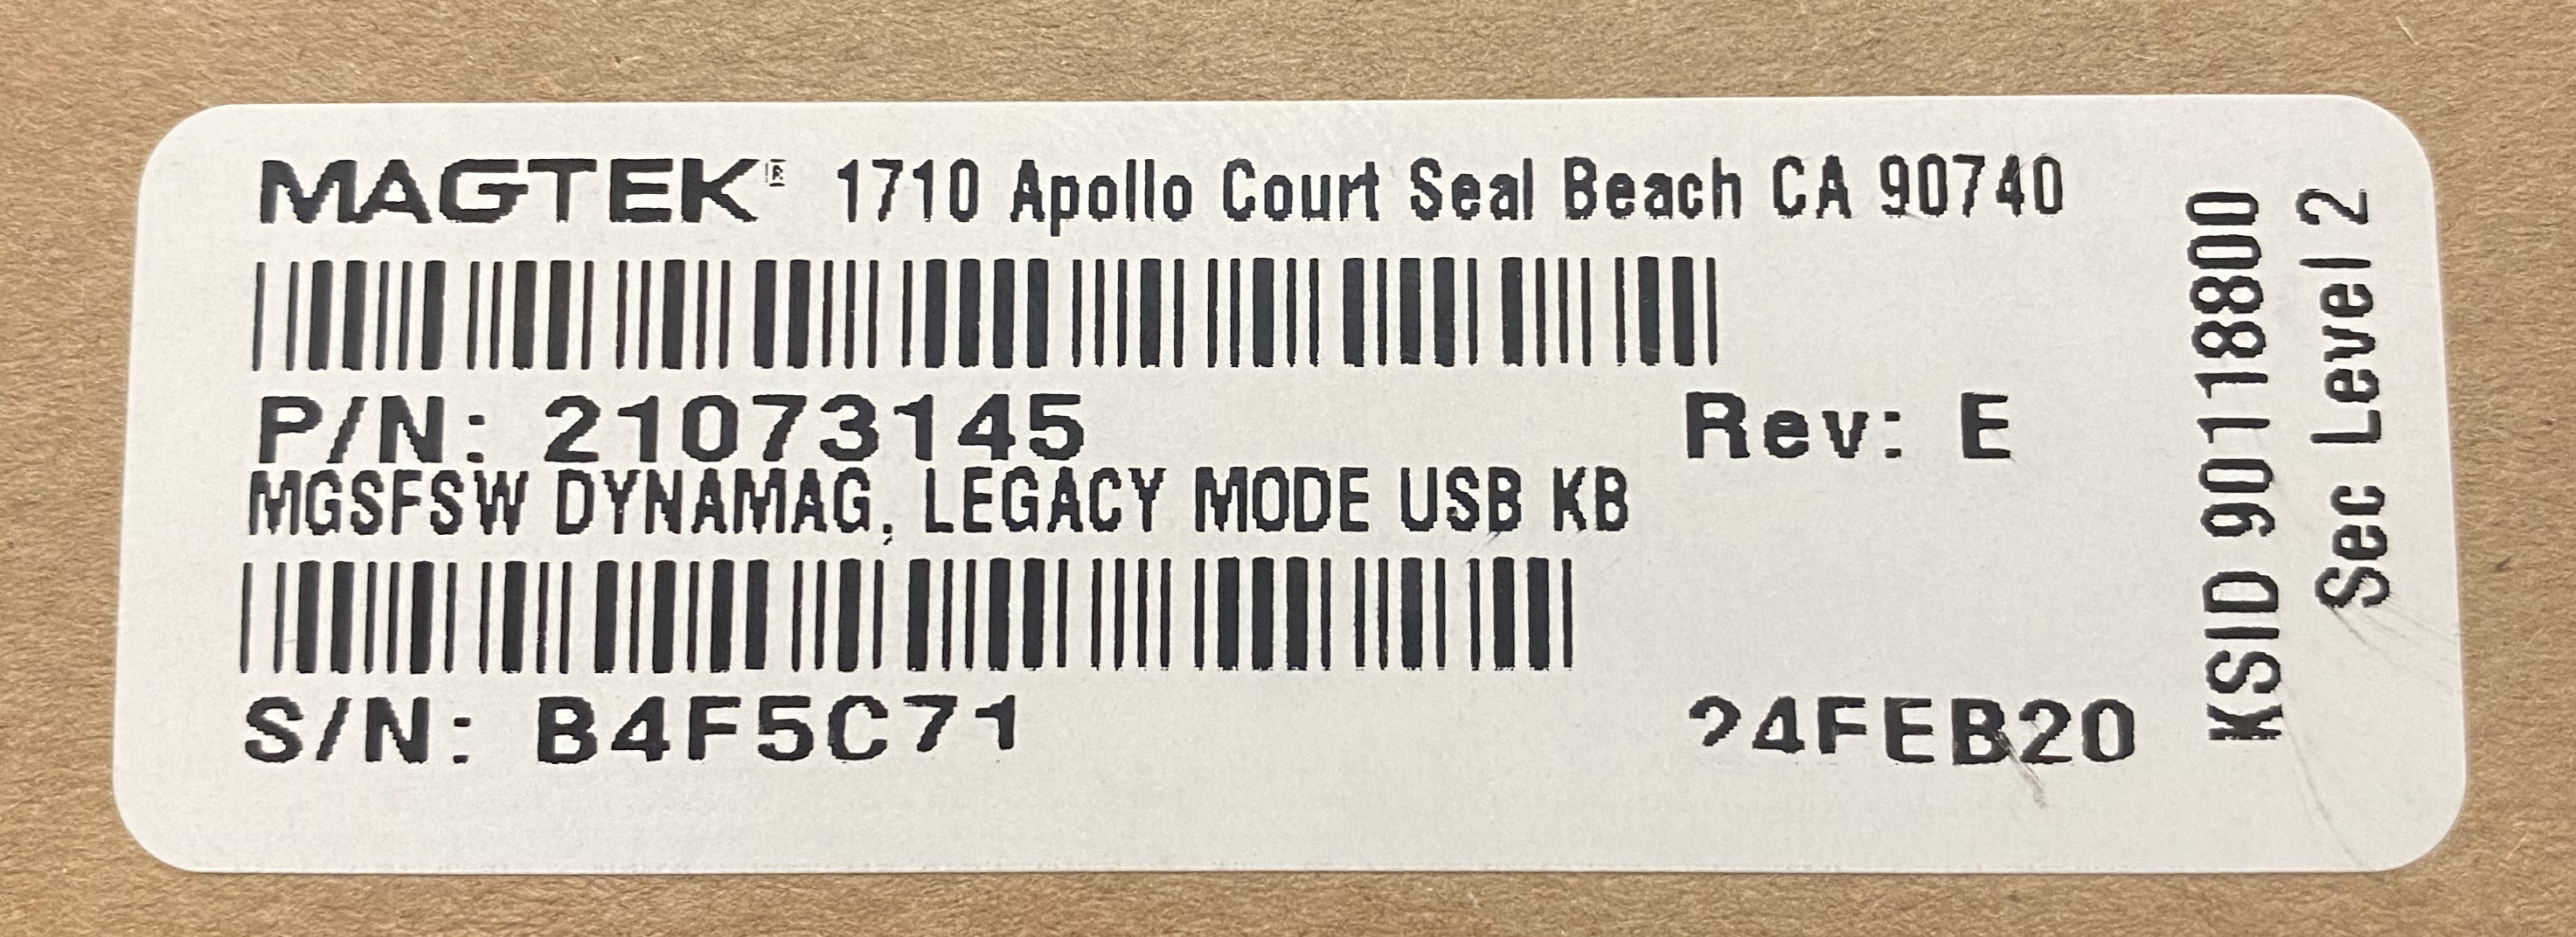 MAGTEK® 1710 Apollo Court Seal Beach CA 90740
P/N: 21073145 Rev: E
MGSFSW DYNAMAG, LEGACY MODE USB KB
S/N: B4F5C71 24FEB20
KSID 90118800
Sec Level 2